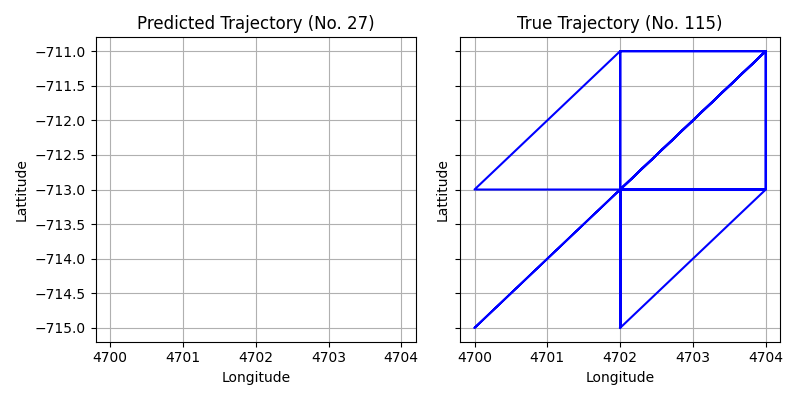 Predicted Trajectory (No. 27)
True Trajectory (No. 115)
−711.0
−711.5
−712.0
−712.5
−713.0
−713.5
−714.0
−714.5
−715.0
Lattitude
Lattitude
4700 4701 4702 4703 4704
4700 4701 4702 4703 4704
Longitude
Longitude